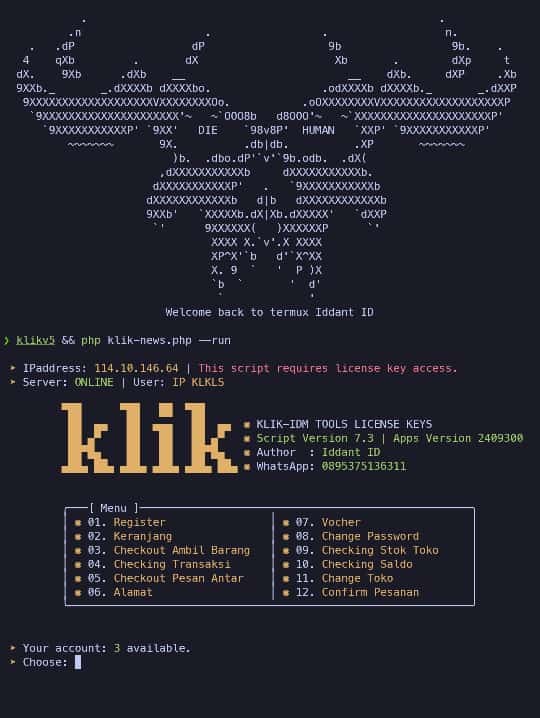 DIE HUMAN
Welcome back to termux Iddant ID
❯ klikv5 && php klik-news.php --run
➤ IPaddress: 114.10.146.64 | This script requires license key access.
➤ Server: ONLINE | User: IP KLKLS
klik
◉ KLIK-IDM TOOLS LICENSE KEYS
◉ Script Version 7.3 | Apps Version 2409300
◉ Author : Iddant ID
◉ WhatsApp: 0895375136311
[ Menu ]
◉ 01. Register
◉ 02. Keranjang
◉ 03. Checkout Ambil Barang
◉ 04. Checking Transaksi
◉ 05. Checkout Pesan Antar
◉ 06. Alamat
◉ 07. Vocher
◉ 08. Change Password
◉ 09. Checking Stok Toko
◉ 10. Checking Saldo
◉ 11. Change Toko
◉ 12. Confirm Pesanan
➤ Your account: 3 available.
➤ Choose: